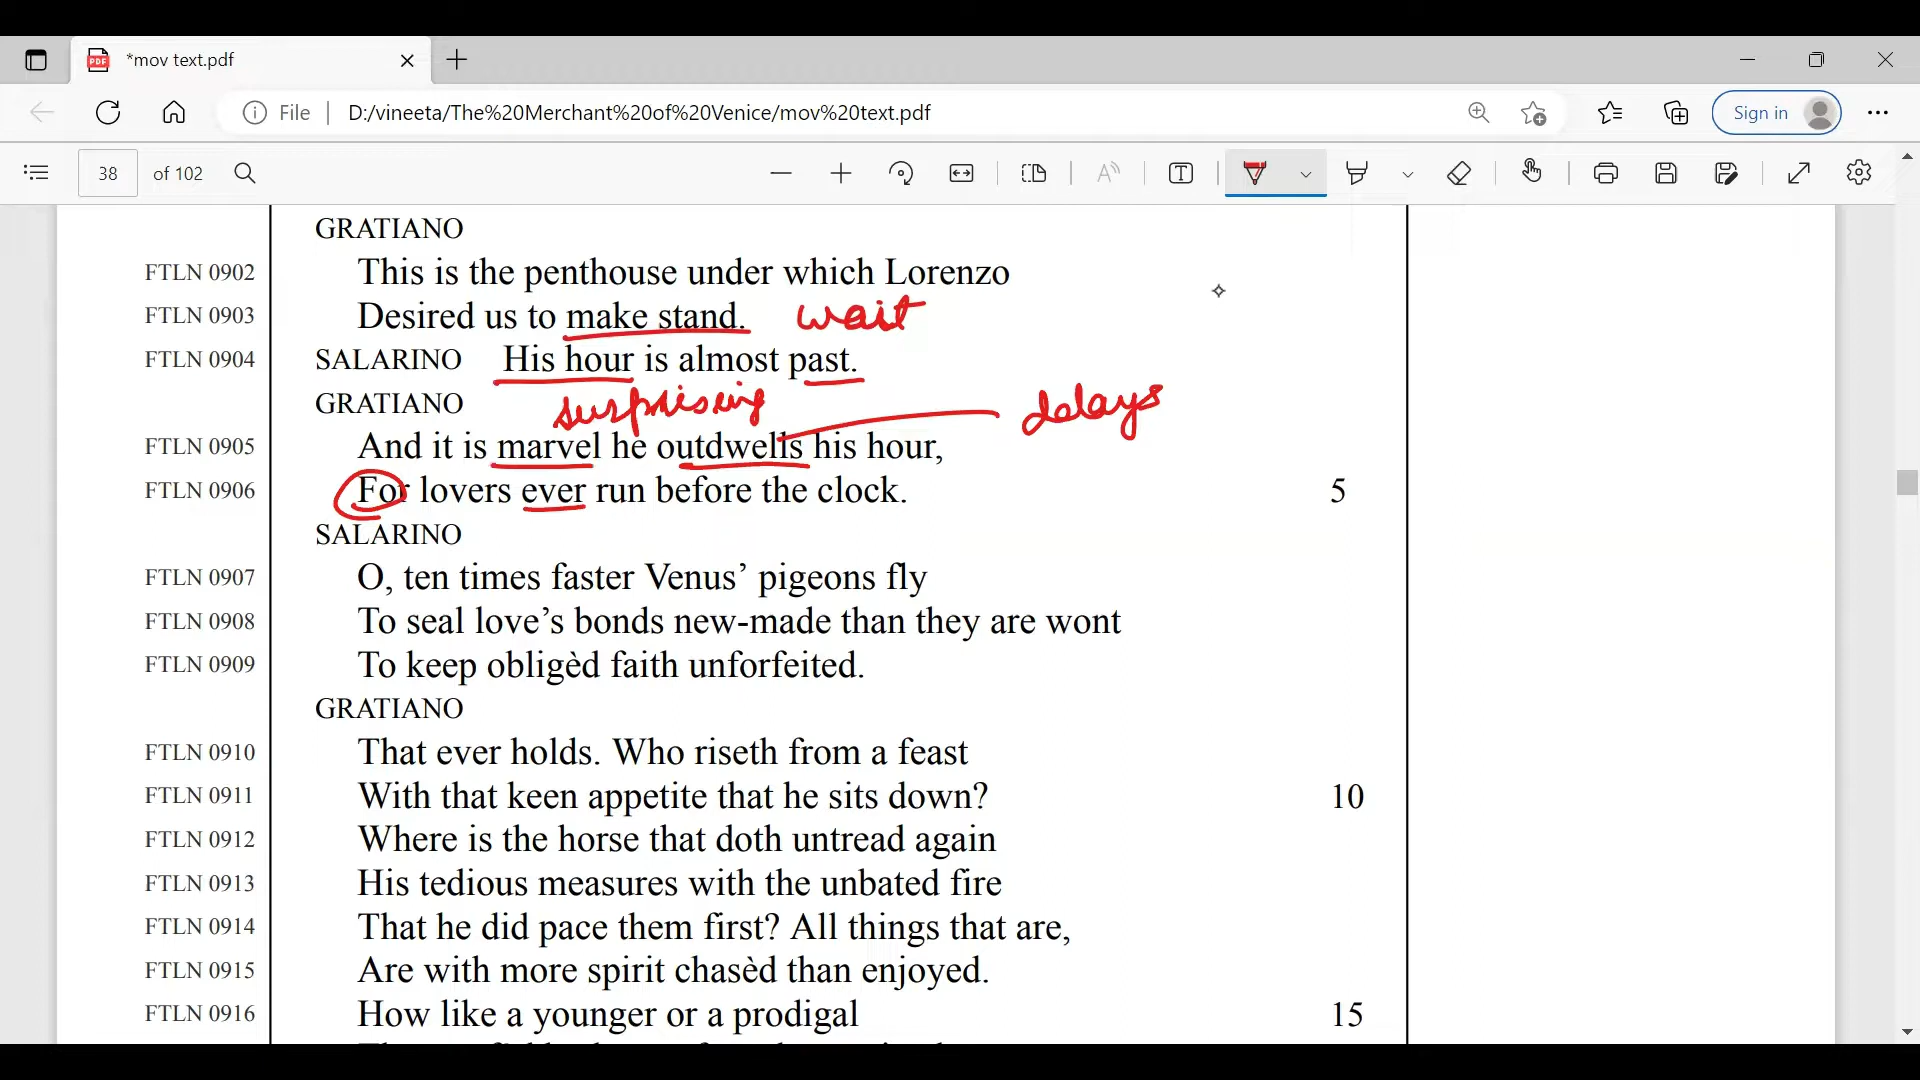 *mov text.pdf
File D:/vineeta/The%20Merchant%20of%20Venice/mov%20text.pdf Sign in
38 of 102
GRATIANO
FTLN 0902 This is the penthouse under which Lorenzo
FTLN 0903 Desired us to make stand. wait
FTLN 0904 SALARINO His hour is almost past.
GRATIANO surprising delays
FTLN 0905 And it is marvel he outdwells his hour,
FTLN 0906 For lovers ever run before the clock. 5
SALARINO
FTLN 0907 O, ten times faster Venus’ pigeons fly
FTLN 0908 To seal love’s bonds new-made than they are wont
FTLN 0909 To keep obligèd faith unforfeited.
GRATIANO
FTLN 0910 That ever holds. Who riseth from a feast
FTLN 0911 With that keen appetite that he sits down? 10
FTLN 0912 Where is the horse that doth untread again
FTLN 0913 His tedious measures with the unbated fire
FTLN 0914 That he did pace them first? All things that are,
FTLN 0915 Are with more spirit chasèd than enjoyed.
FTLN 0916 How like a younger or a prodigal 15